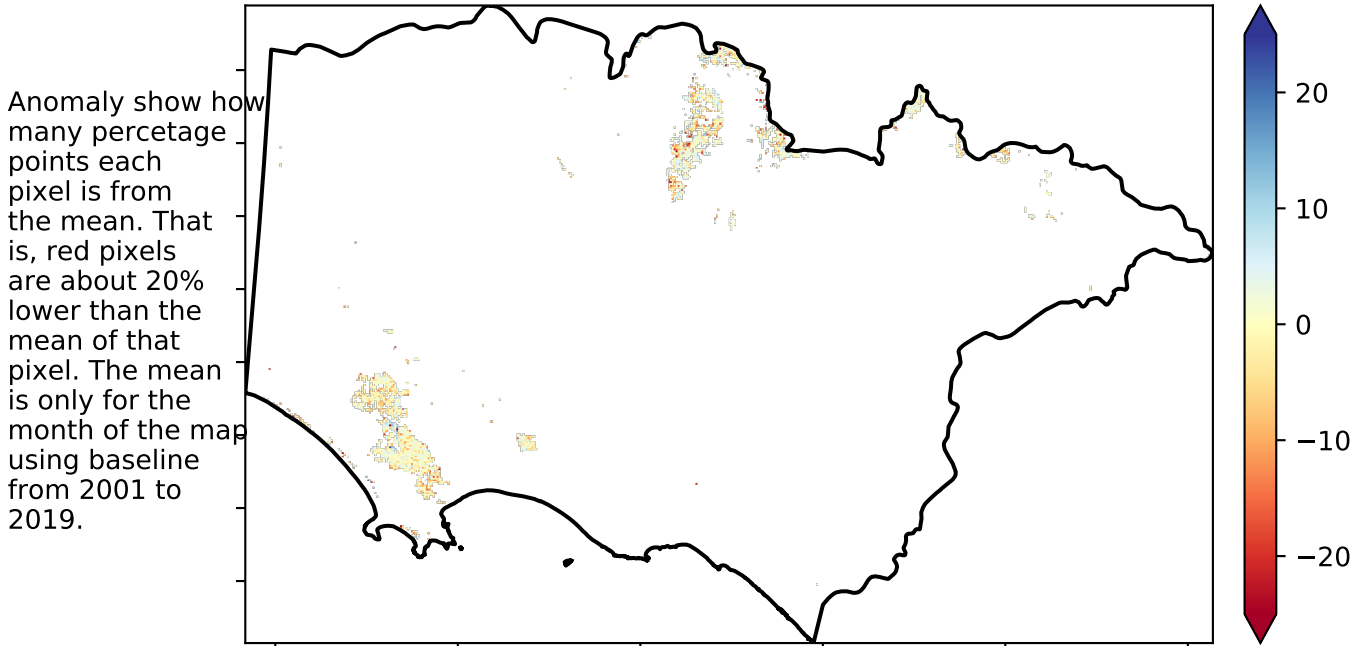 Anomaly show how
many percetage
points each
pixel is from
the mean. That
is, red pixels
are about 20%
lower than the
mean of that
pixel. The mean
is only for the
month of the map
using baseline
from 2001 to
2019.
20
10
0
−10
−20